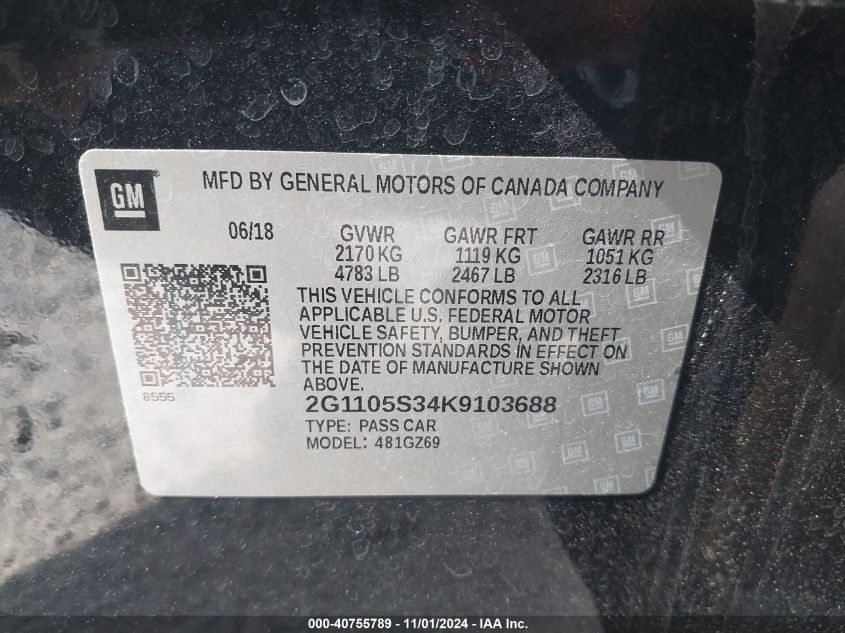 GM
MFD BY GENERAL MOTORS OF CANADA COMPANY
06/18 GVWR GAWR FRT GAWR RR
2170 KG 1119 KG 1051 KG
4783 LB 2467 LB 2316 LB
THIS VEHICLE CONFORMS TO ALL
APPLICABLE U.S. FEDERAL MOTOR
VEHICLE SAFETY, BUMPER, AND THEFT
PREVENTION STANDARDS IN EFFECT ON
THE DATE OF MANUFACTURE SHOWN
ABOVE.
8555
2G1105S34K9103688
TYPE: PASS CAR
MODEL: 481GZ69
000-40755789 - 11/01/2024 - IAA Inc.